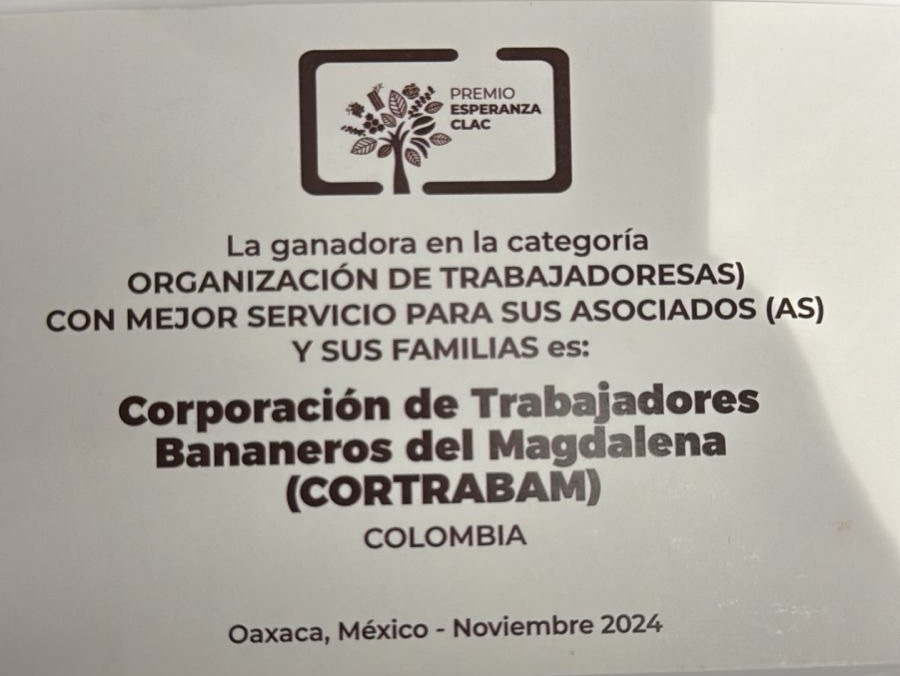 PREMIO
ESPERANZA
CLAC
La ganadora en la categoría
ORGANIZACIÓN DE TRABAJADORESAS)
CON MEJOR SERVICIO PARA SUS ASOCIADOS (AS)
Y SUS FAMILIAS es:
Corporación de Trabajadores
Bananeros del Magdalena
(CORTRABAM)
COLOMBIA
Oaxaca, México - Noviembre 2024